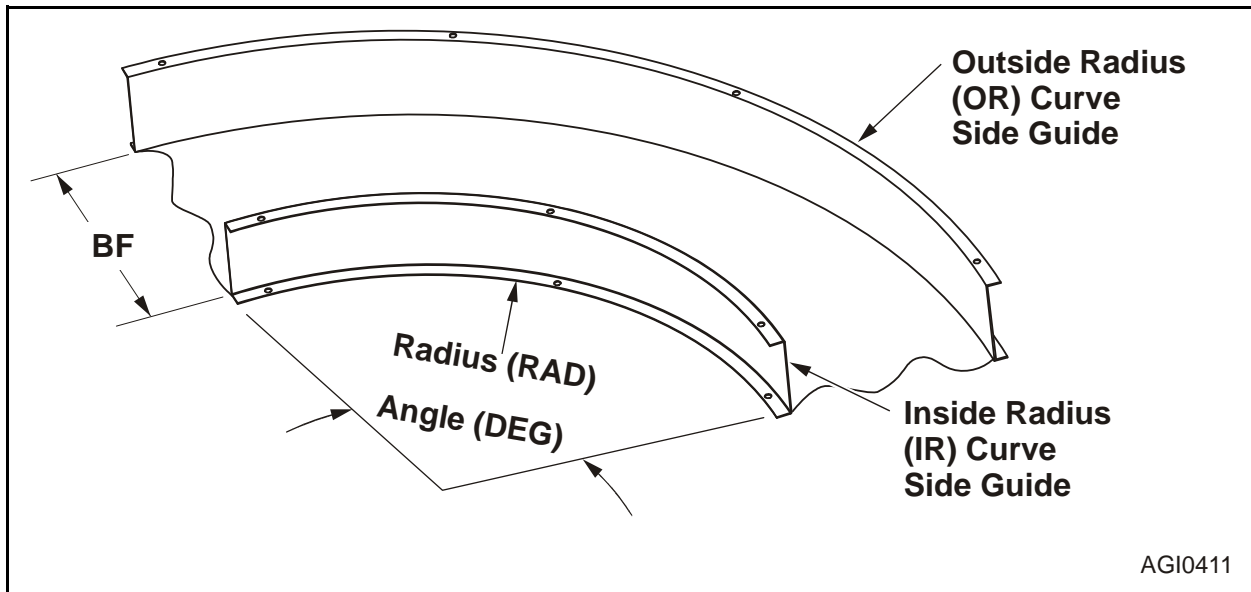 Outside Radius
(OR) Curve
Side Guide
BF
Radius (RAD)
Angle (DEG)
Inside Radius
(IR) Curve
Side Guide
AGI0411